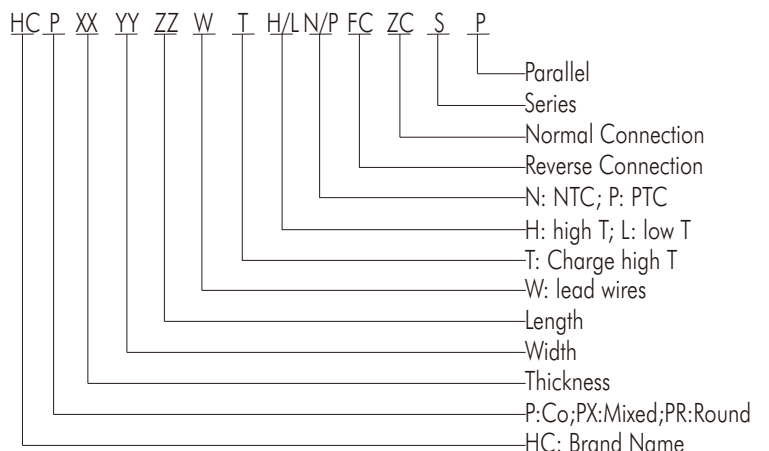 HC P XX YY ZZ W T H/L N/P FC ZC S P
Parallel
Series
Normal Connection
Reverse Connection
N: NTC; P: PTC
H: high T; L: low T
T: Charge high T
W: lead wires
Length
Width
Thickness
P:Co;PX:Mixed;PR:Round
HC: Brand Name